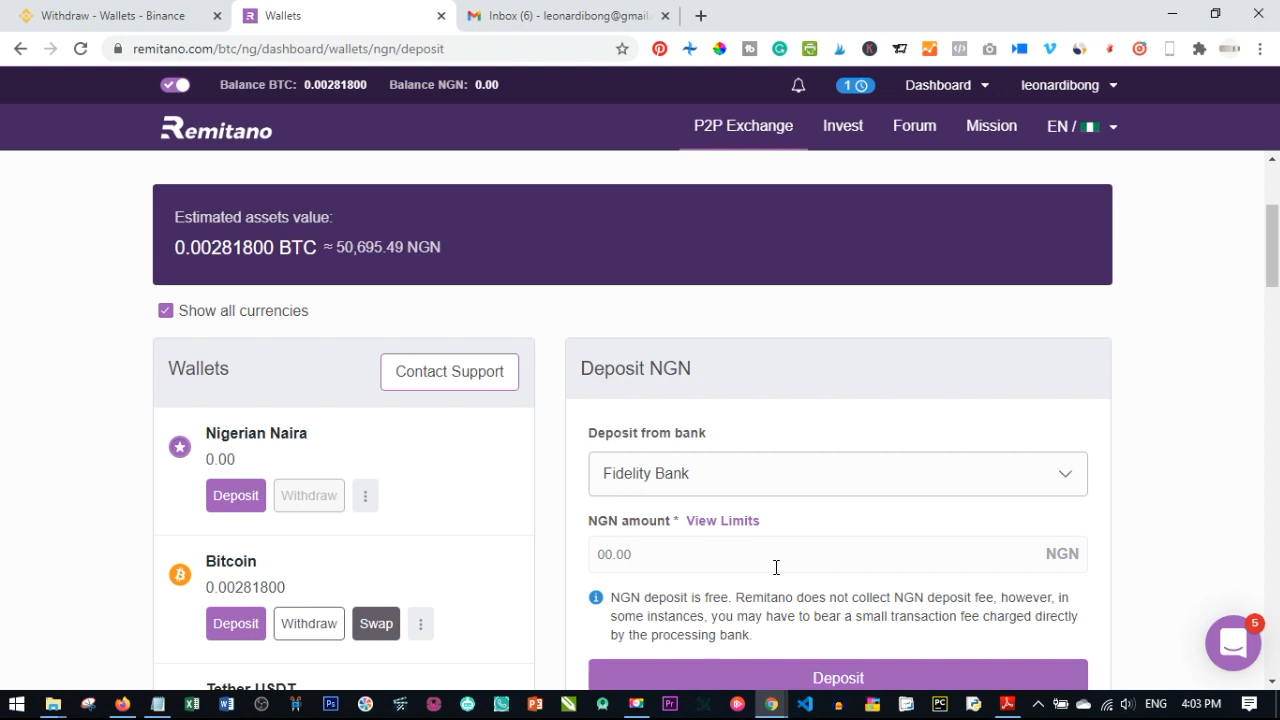 Withdraw - Wallets - Binance
Wallets
Inbox (6) - leonardibong@gmail.
remitano.com/btc/ng/dashboard/wallets/ngn/deposit
Balance BTC: 0.00281800 Balance NGN: 0.00
1
Dashboard
leonardibong
Remitano
P2P Exchange
Invest
Forum
Mission
EN /
Estimated assets value:
0.00281800 BTC ≈ 50,695.49 NGN
Show all currencies
Wallets
Contact Support
Nigerian Naira
0.00
Deposit
Withdraw
Bitcoin
0.00281800
Deposit
Withdraw
Swap
Tether USDT
Deposit NGN
Deposit from bank
Fidelity Bank
NGN amount * View Limits
00.00
NGN
NGN deposit is free. Remitano does not collect NGN deposit fee, however, in
some instances, you may have to bear a small transaction fee charged directly
by the processing bank.
Deposit
5
ENG
4:03 PM